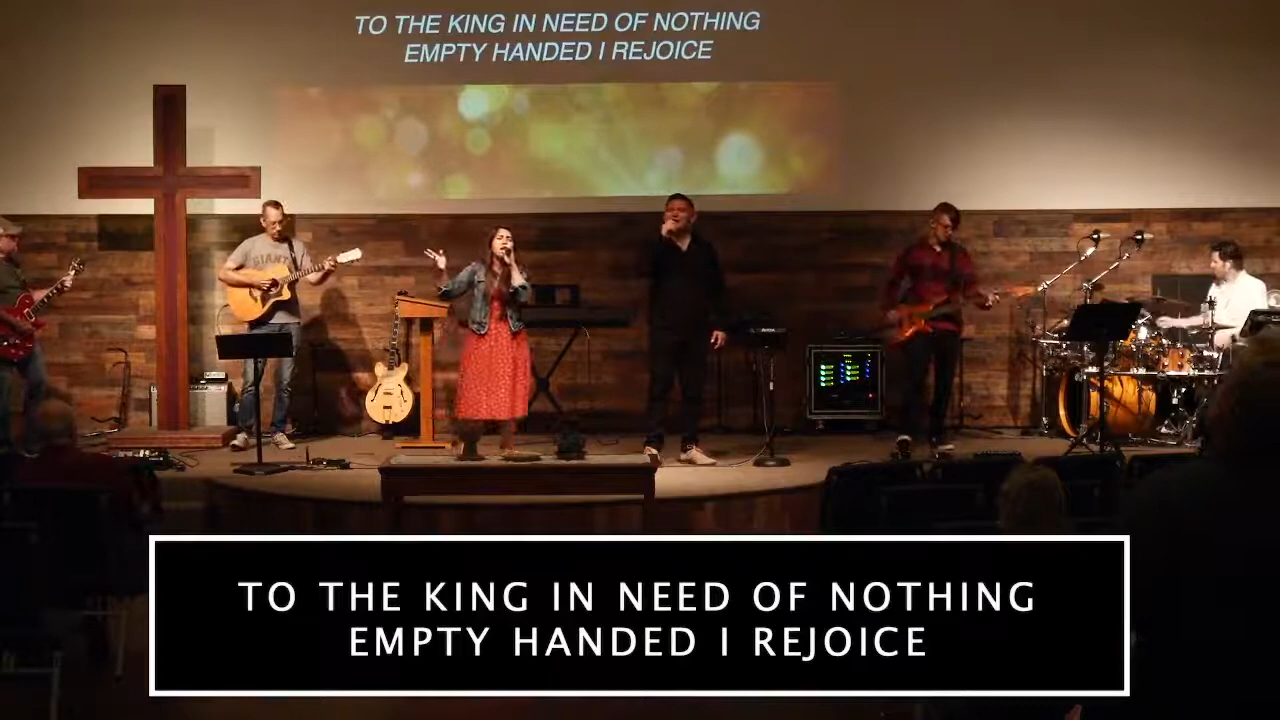 TO THE KING IN NEED OF NOTHING
EMPTY HANDED I REJOICE
GIANTS
TO THE KING IN NEED OF NOTHING
EMPTY HANDED I REJOICE